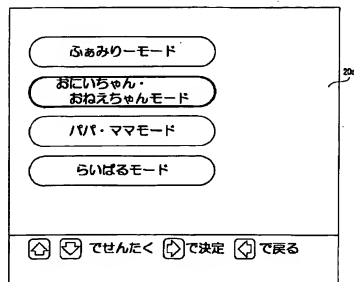 ふぁみりーモード
おにいちゃん・
おねえちゃんモード
パパ・ママモード
らいばるモード
でせんたく で決定 で戻る